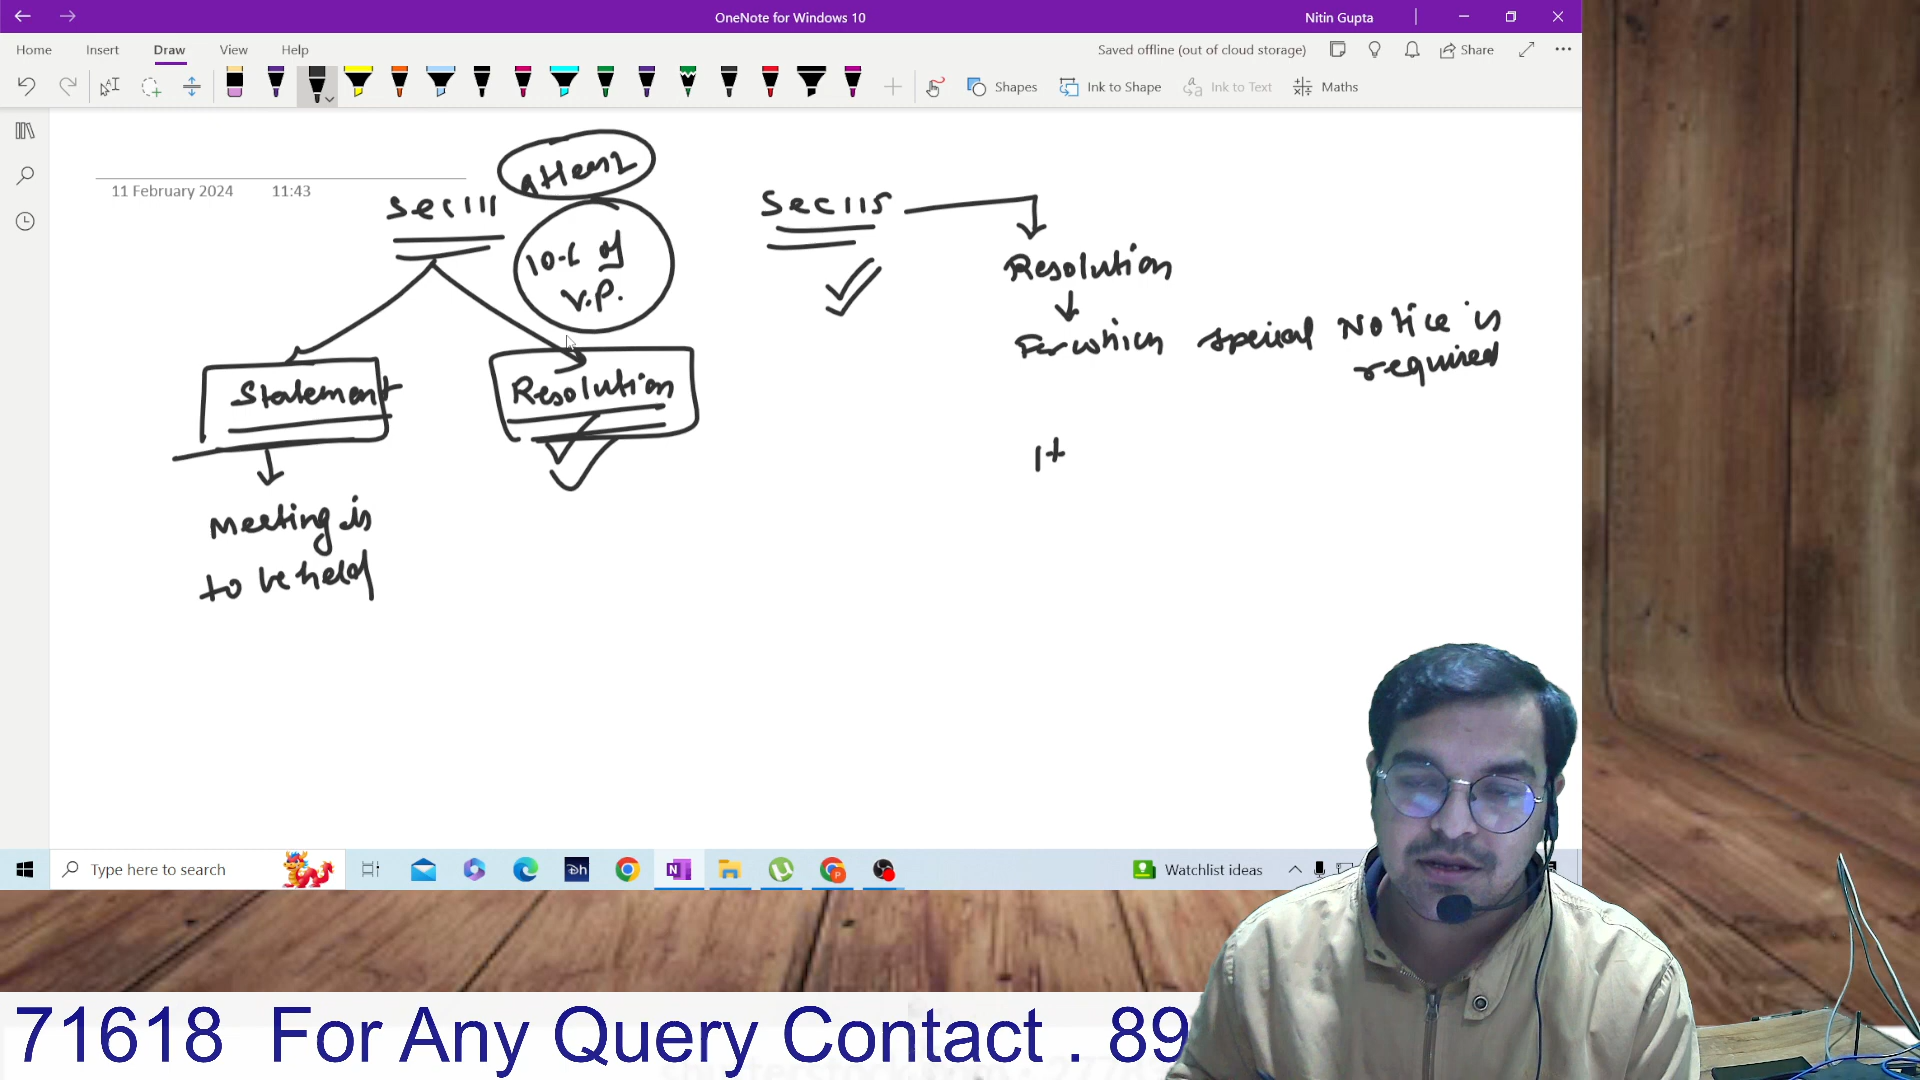 OneNote for Windows 10
Nitin Gupta
Home Insert Draw View Help
Saved offline (out of cloud storage)
Share
Shapes
Ink to Shape
Ink to Text
Maths
11 February 2024 11:43
Sec 111
10-1 of
V.P.
Statement
Resolution
Meeting is
to be held
Sec 115
Resolution
For which special Notice is
required
1+
Type here to search
Watchlist ideas
71618 For Any Query Contact . 89